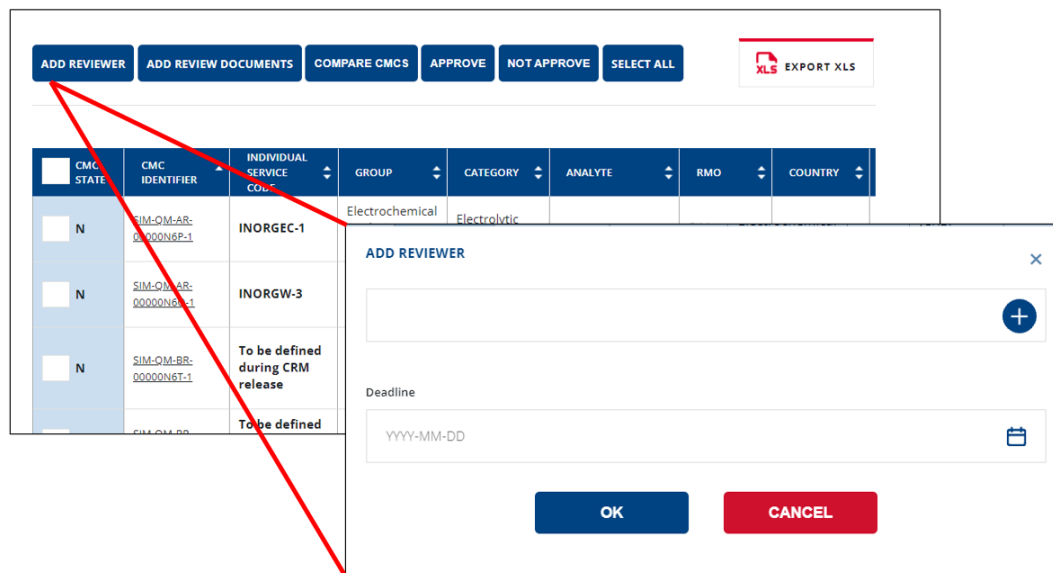 ADD REVIEWER
ADD REVIEW DOCUMENTS
COMPARE CMCS
APPROVE
NOT APPROVE
SELECT ALL
XLS EXPORT XLS
CMC
STATE
CMC
IDENTIFIER
INDIVIDUAL
SERVICE
CODE
GROUP
CATEGORY
ANALYTE
RMO
COUNTRY
N
SIM-QM-AR-
00000N6P-1
INORGEC-1
Electrochemical
Electrolytic
N
SIM-QM-AR-
INORGW-3
N
SIM-QM-BR-
00000N6T-1
To be defined
during CRM
release
To be defined
ADD REVIEWER
Deadline
YYYY-MM-DD
OK
CANCEL